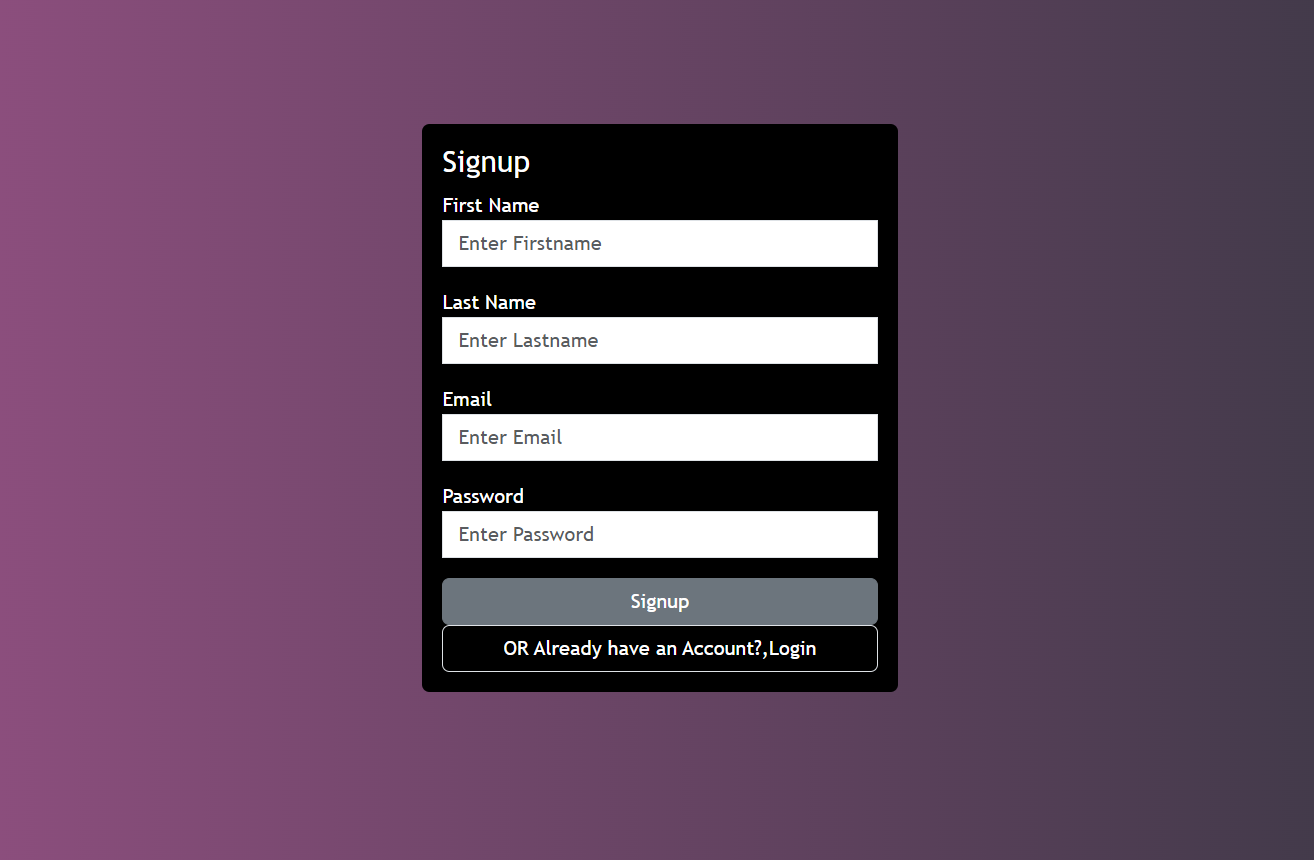 Signup
First Name
Enter Firstname
Last Name
Enter Lastname
Email
Enter Email
Password
Enter Password
Signup
OR Already have an Account?,Login